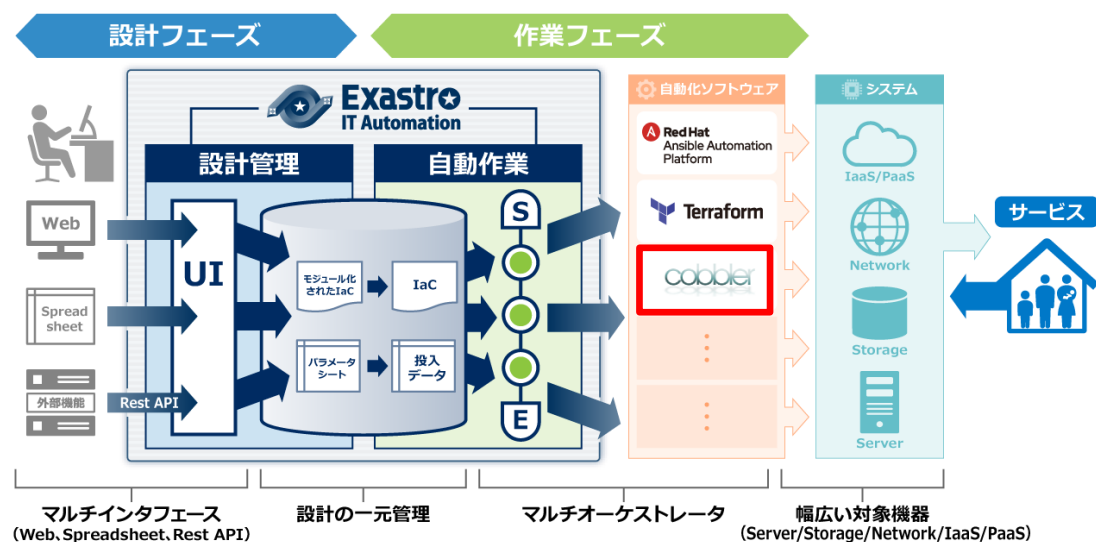 設計フェーズ
作業フェーズ
Exastro
IT Automation
設計管理
自動作業
自動化ソフトウェア
システム
Red Hat
Ansible Automation
Platform
Terraform
cobbler
Web
Spread
sheet
外部機能
Rest API
UI
モジュール化
されたIaC
IaC
パラメータ
シート
投入
データ
S
E
IaaS/PaaS
Network
Storage
Server
サービス
マルチインタフェース
(Web、Spreadsheet、Rest API)
設計の一元管理
マルチオーケストレータ
幅広い対象機器
(Server/Storage/Network/IaaS/PaaS)